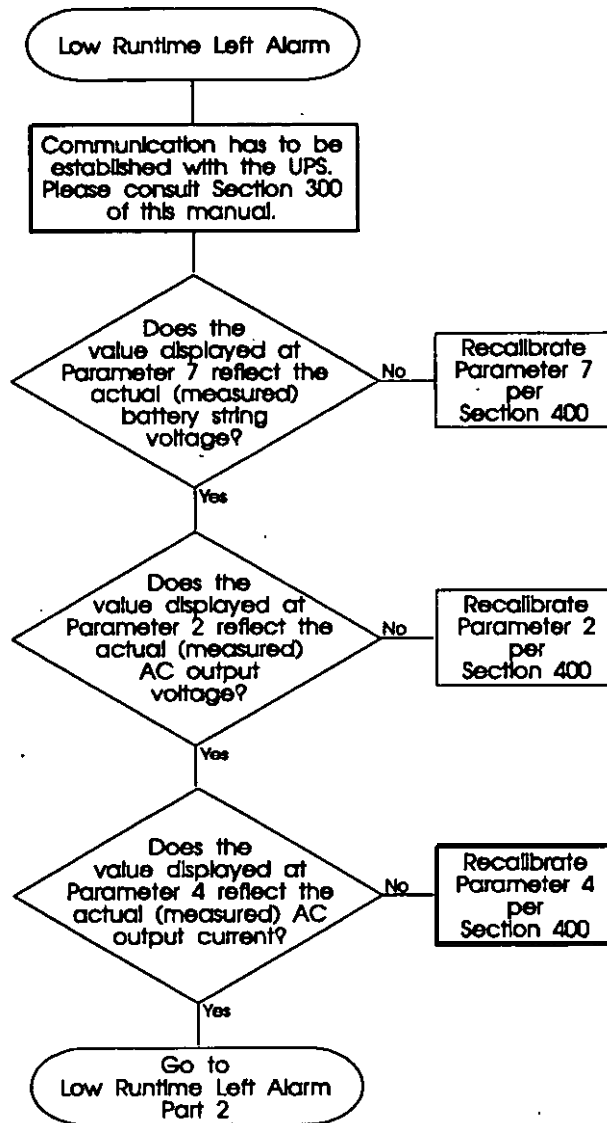 Low Runtime Left Alarm
Communication has to be
established with the UPS.
Please consult Section 300
of this manual.
Does the
value displayed at
Parameter 7 reflect the
actual (measured)
battery string
voltage?
No
Recalibrate
Parameter 7
per
Section 400
Yes
Does the
value displayed at
Parameter 2 reflect the
actual (measured)
AC output
voltage?
No
Recalibrate
Parameter 2
per
Section 400
Yes
Does the
value displayed at
Parameter 4 reflect the
actual (measured) AC
output current?
No
Recalibrate
Parameter 4
per
Section 400
Yes
Go to
Low Runtime Left Alarm
Part 2